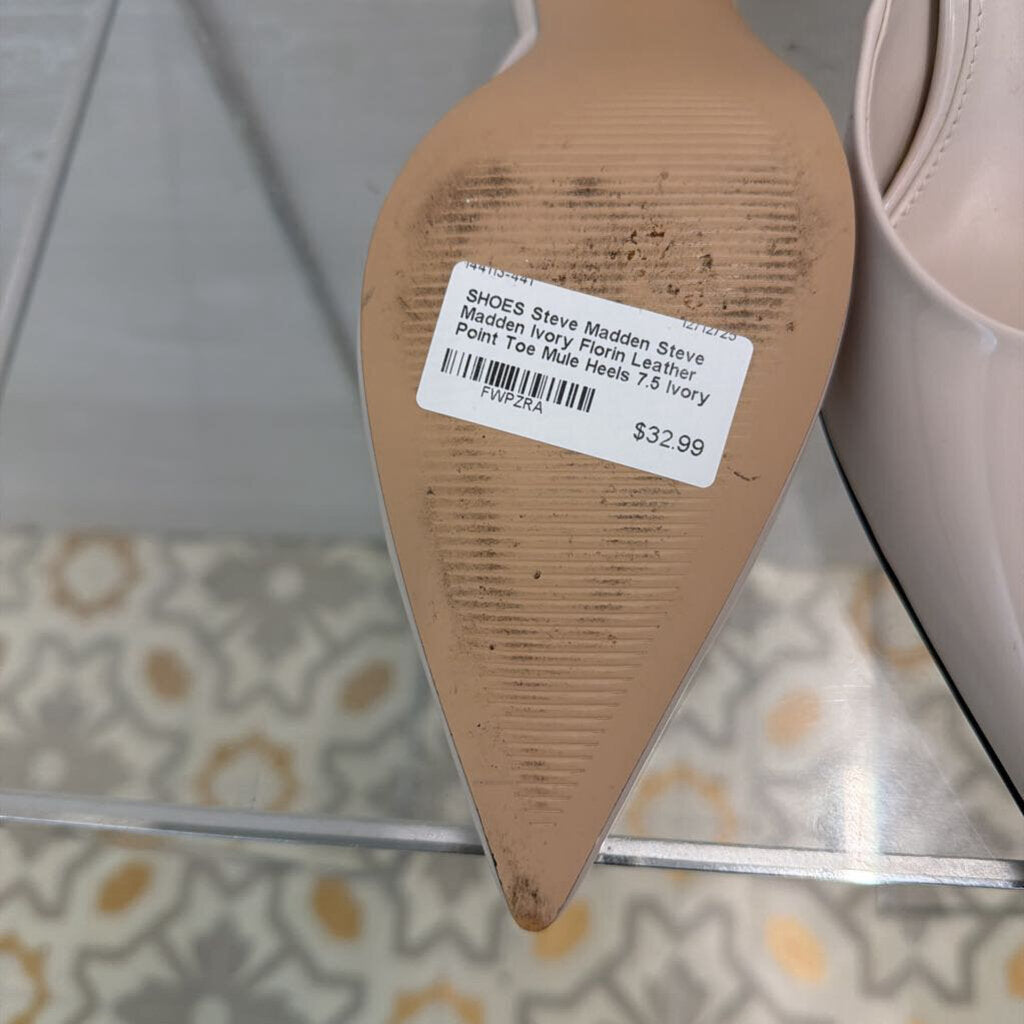 144113-441
12/12/25
SHOES Steve Madden Steve
Madden Ivory Florin Leather
Point Toe Mule Heels 7.5 Ivory
FWPZRA
$32.99